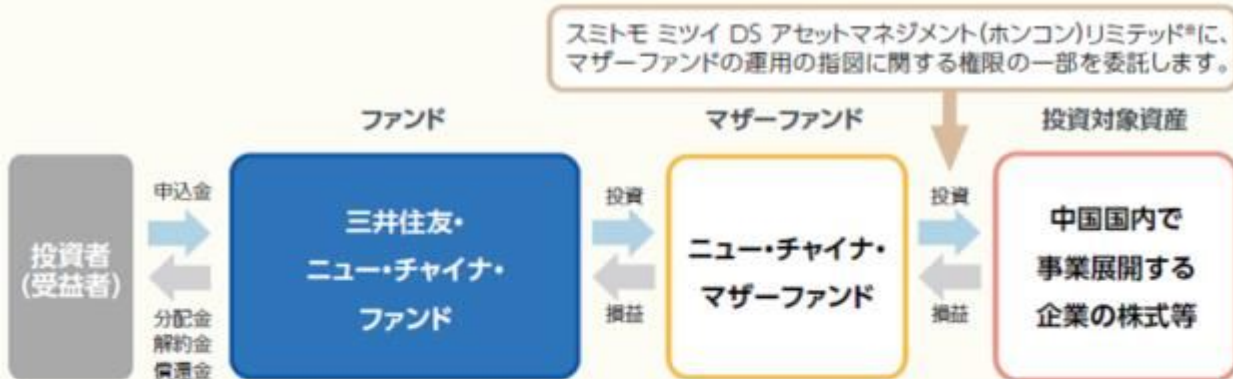 スミトモ ミツイ DS アセットマネジメント(ホンコン)リミテッド※に、
マザーファンドの運用の指図に関する権限の一部を委託します。
ファンド
マザーファンド
投資対象資産
投資者
(受益者)
申込金
分配金
解約金
償還金
三井住友・
ニュー・チャイナ・
ファンド
投資
損益
ニュー・チャイナ・
マザーファンド
投資
損益
中国国内で
事業展開する
企業の株式等